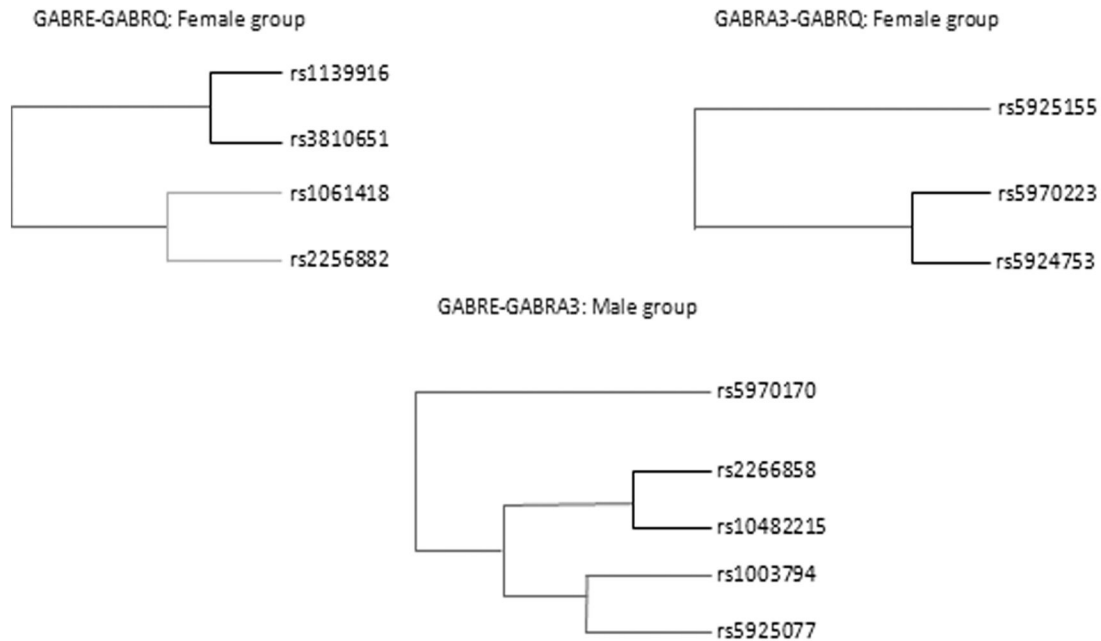 GABRE-GABRQ: Female group
rs1139916
rs3810651
rs1061418
rs2256882
GABRA3-GABRQ: Female group
rs5925155
rs5970223
rs5924753
GABRE-GABRA3: Male group
rs5970170
rs2266858
rs10482215
rs1003794
rs5925077